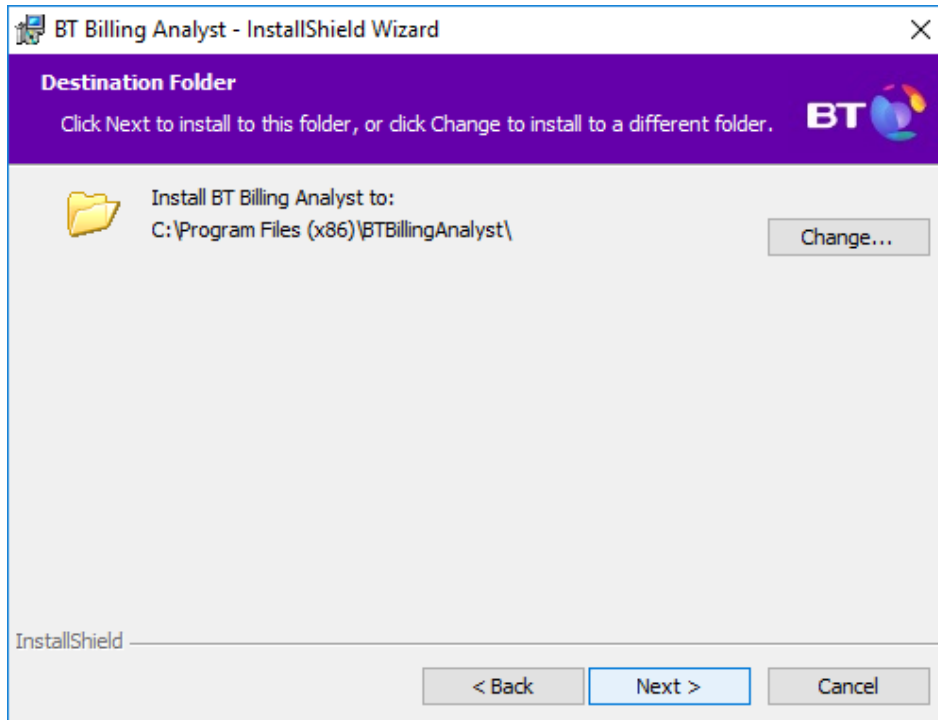 BT Billing Analyst - InstallShield Wizard
Destination Folder
Click Next to install to this folder, or click Change to install to a different folder.
BT
Install BT Billing Analyst to:
C:\Program Files (x86)\BTBillingAnalyst\
Change...
InstallShield
< Back
Next >
Cancel